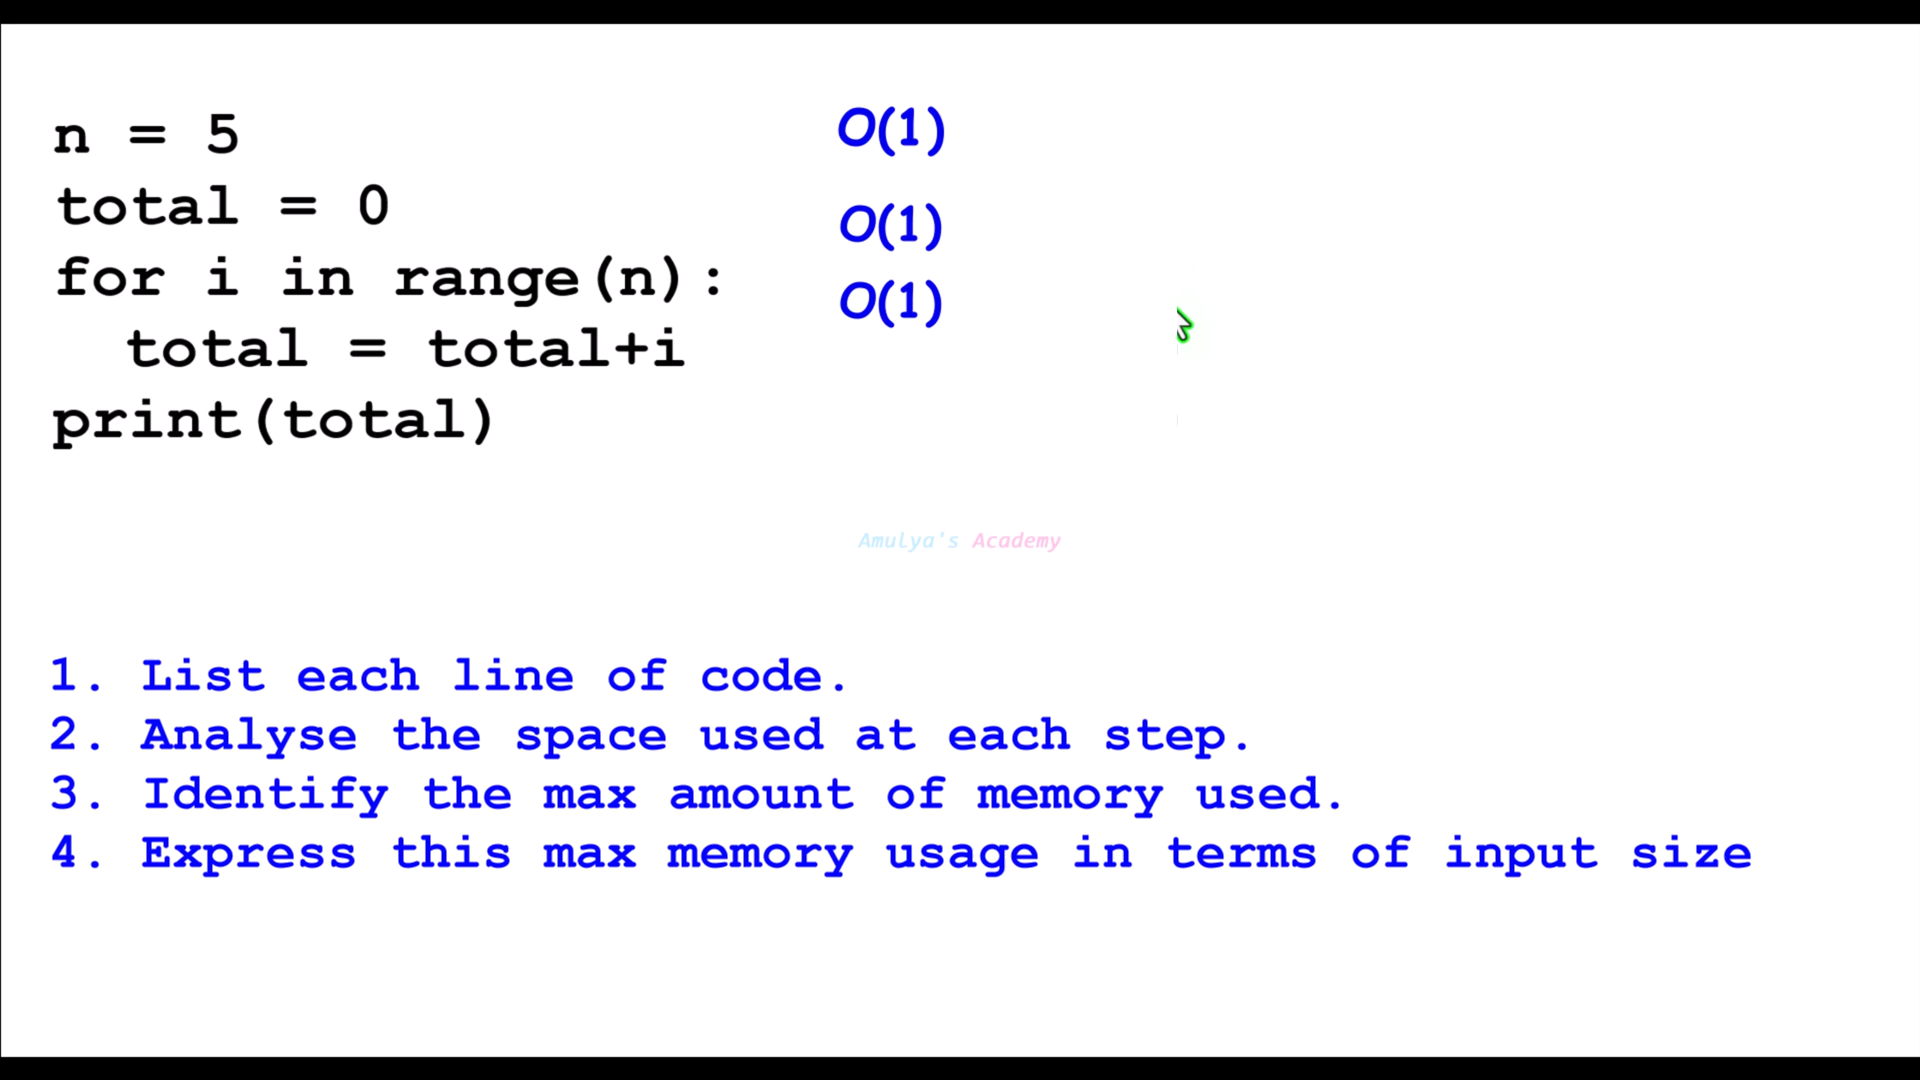 n = 5 O(1)
total = 0 O(1)
for i in range(n): O(1)
  total = total+i
print(total)
Amulya's Academy
1. List each line of code.
2. Analyse the space used at each step.
3. Identify the max amount of memory used.
4. Express this max memory usage in terms of input size